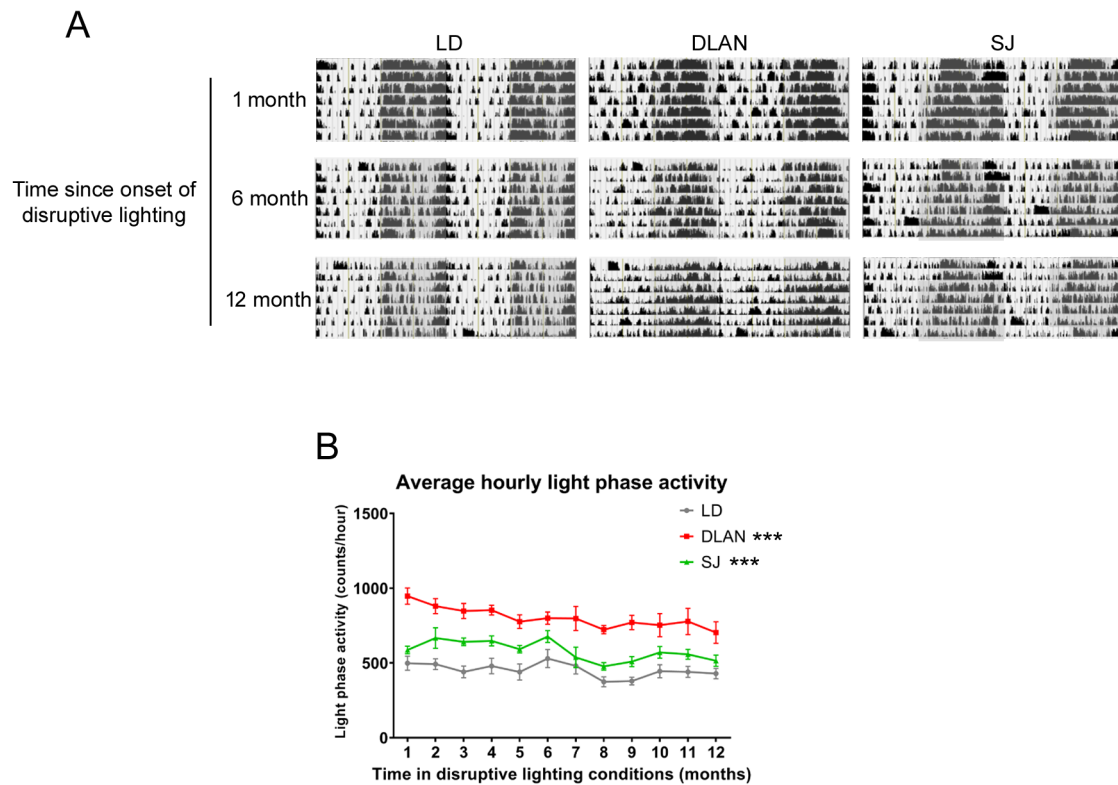 A
LD DLAN SJ
1 month
Time since onset of
disruptive lighting
6 month
12 month
B
Average hourly light phase activity
LD
DLAN ***
SJ ***
Light phase activity (counts/hour)
1500
1000
500
0
1 2 3 4 5 6 7 8 9 10 11 12
Time in disruptive lighting conditions (months)